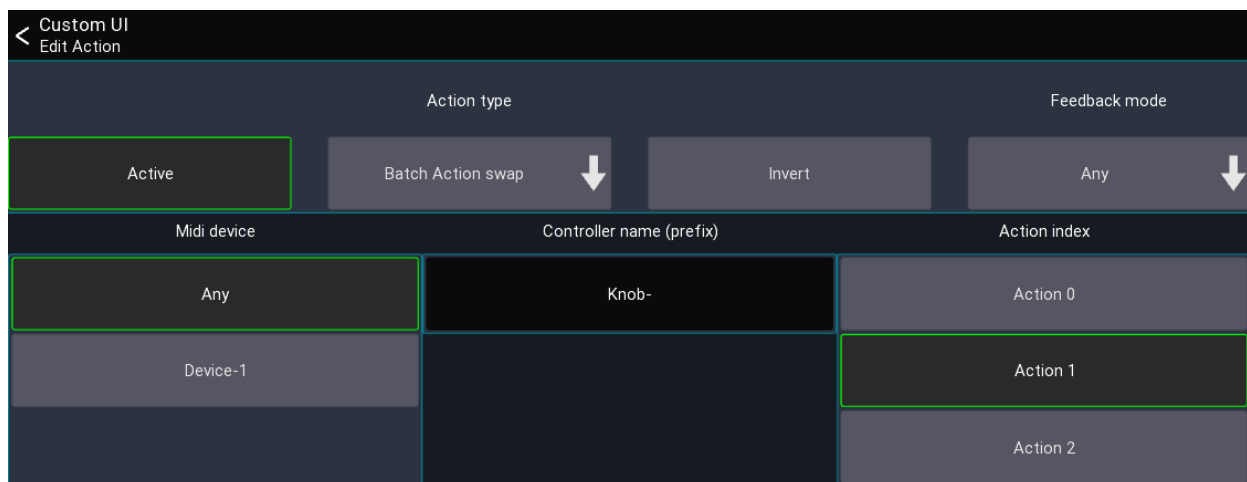 Custom UI
Edit Action
Action type
Feedback mode
Active
Batch Action swap
Invert
Any
Midi device
Controller name (prefix)
Action index
Any
Knob-
Action 0
Device-1
Action 1
Action 2